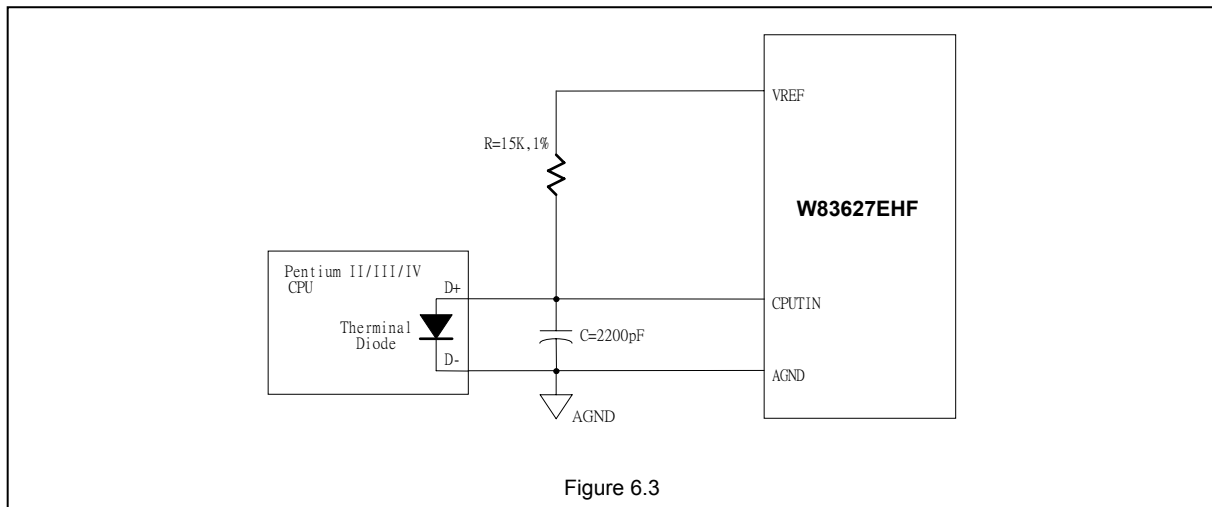 VREF
R=15K,1%
W83627EHF
Pentium II/III/IV
CPU
D+
CPUTIN
Therminal
Diode
C=2200pF
D-
AGND
AGND
Figure 6.3